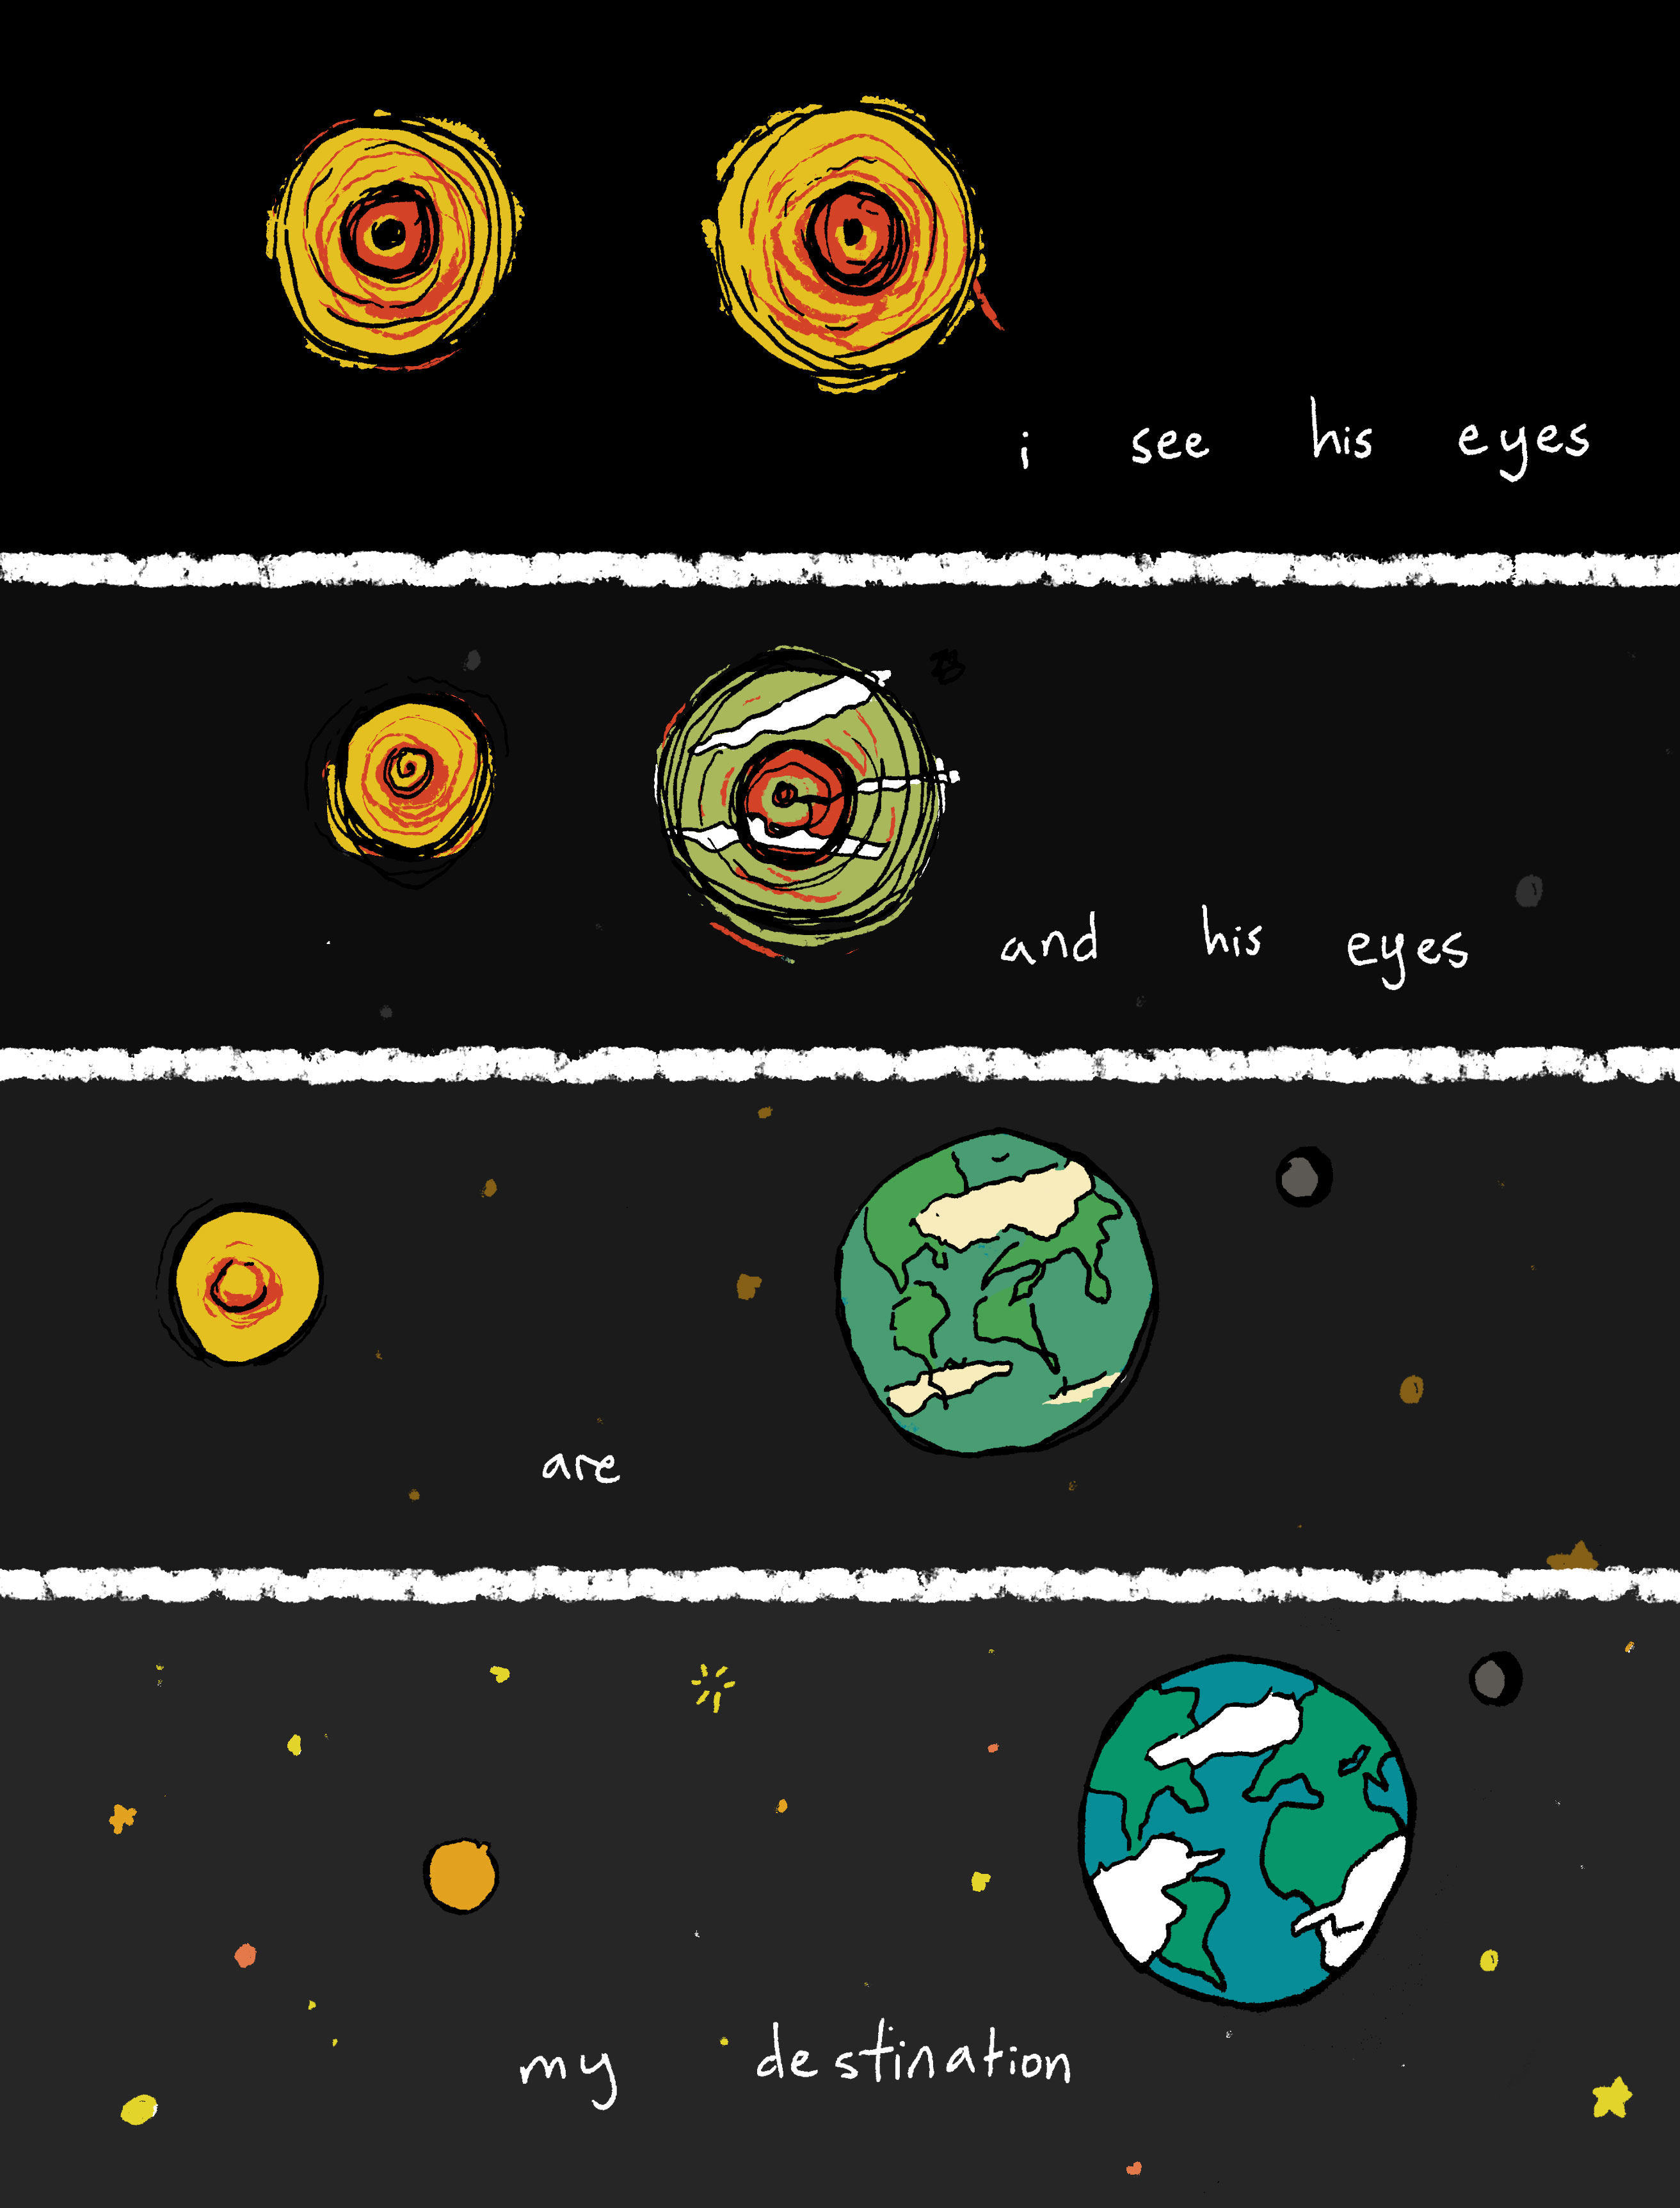 i see his eyes
and his eyes
are
my destination